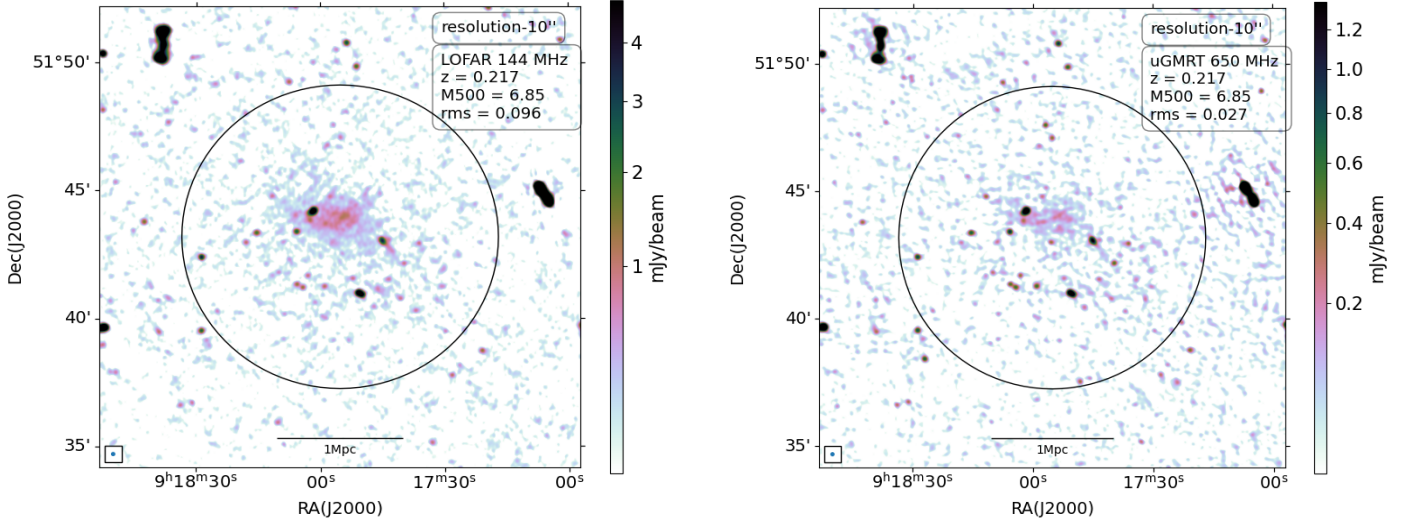 resolution-10''
LOFAR 144 MHz
z = 0.217
M500 = 6.85
rms = 0.096
51°50'
45'
40'
35'
Dec(J2000)
1Mpc
9ʰ18ᵐ30ˢ
00ˢ
17ᵐ30ˢ
00ˢ
RA(J2000)
4
3
2
1
mJy/beam
resolution-10''
uGMRT 650 MHz
z = 0.217
M500 = 6.85
rms = 0.027
51°50'
45'
40'
35'
Dec(J2000)
1Mpc
9ʰ18ᵐ30ˢ
00ˢ
17ᵐ30ˢ
00ˢ
RA(J2000)
1.2
1.0
0.8
0.6
0.4
0.2
mJy/beam